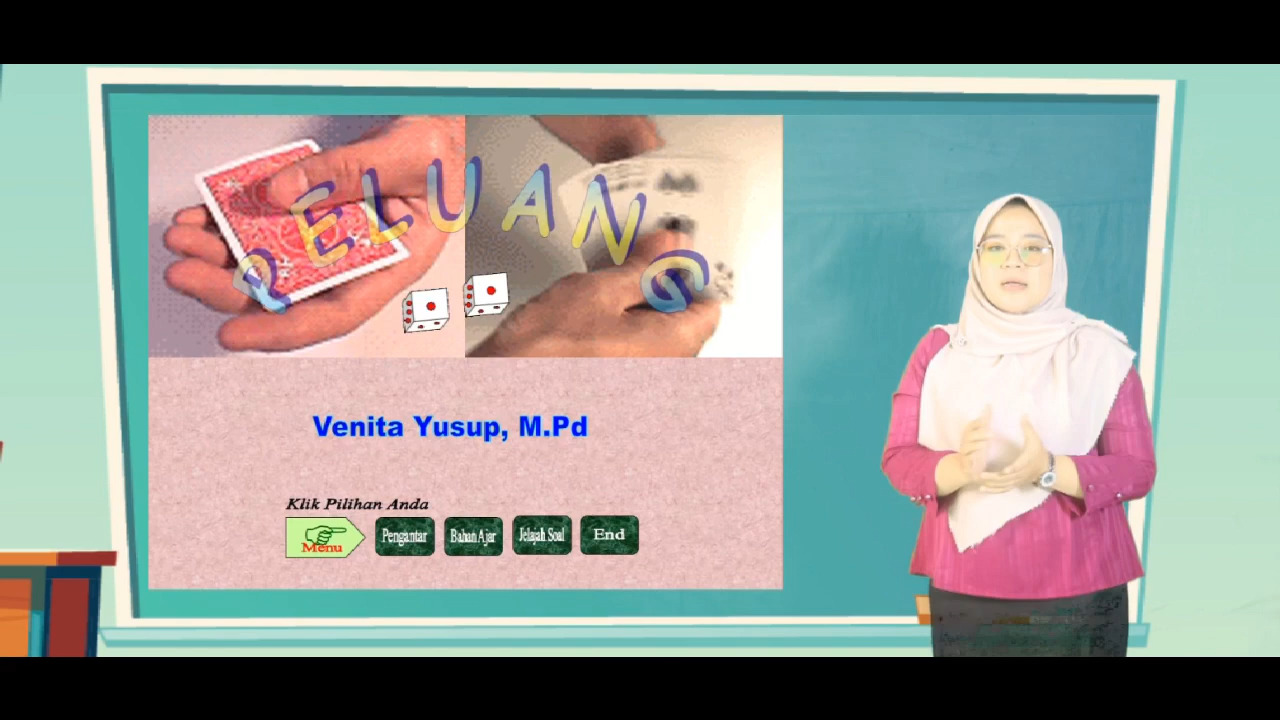 PELUANG
Venita Yusup, M.Pd
Klik Pilihan Anda
Menu
Pengantar
Bahan Ajar
Jelajah Soal
End